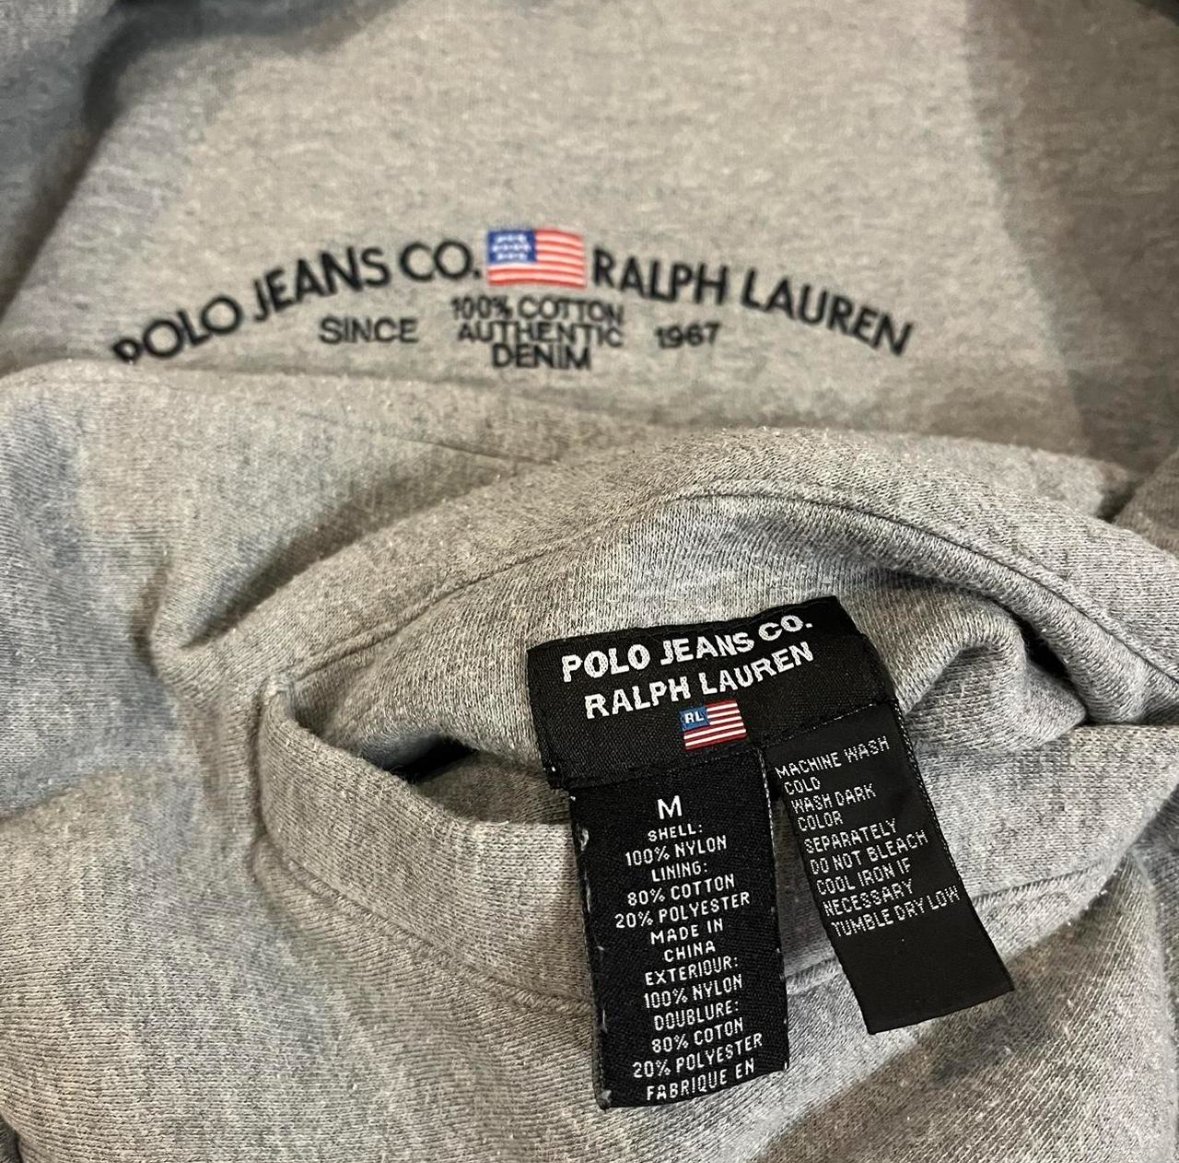 POLO JEANS CO. RALPH LAUREN
SINCE 100% COTTON AUTHENTIC DENIM 1967
POLO JEANS CO.
RALPH LAUREN
RL
M
SHELL:
100% NYLON
LINING:
80% COTTON
20% POLYESTER
MADE IN
CHINA
EXTERIOUR:
100% NYLON
DOUBLURE:
80% COTON
20% POLYESTER
FABRIQUE EN
MACHINE WASH
COLD
WASH DARK
COLOR
SEPARATELY
DO NOT BLEACH
COOL IRON IF
NECESSARY
TUMBLE DRY LOW